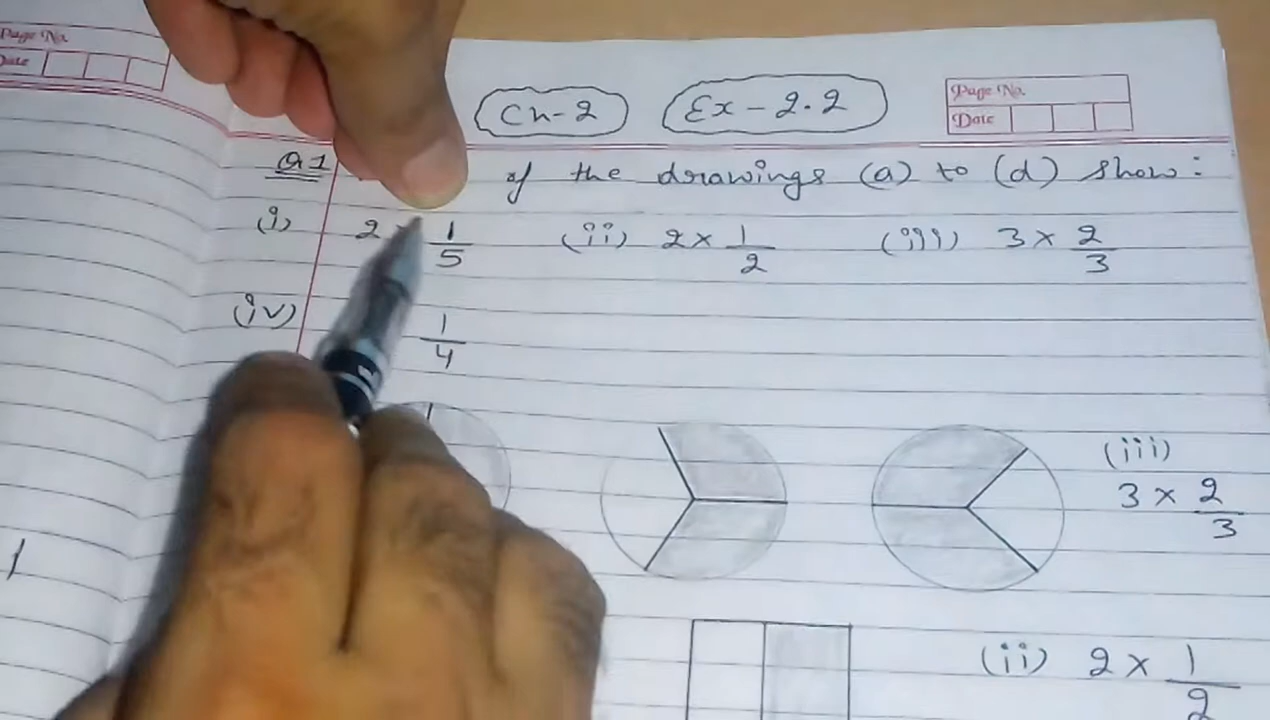 Page No.
Date
Ch-2 Ex-2.2
Page No.
Date
Q1 of the drawings (a) to (d) show:
(i) 2 × 1/5 (ii) 2 × 1/2 (iii) 3 × 2/3
(iv) 1/4
(iii)
3 × 2/3
(ii) 2 × 1/2